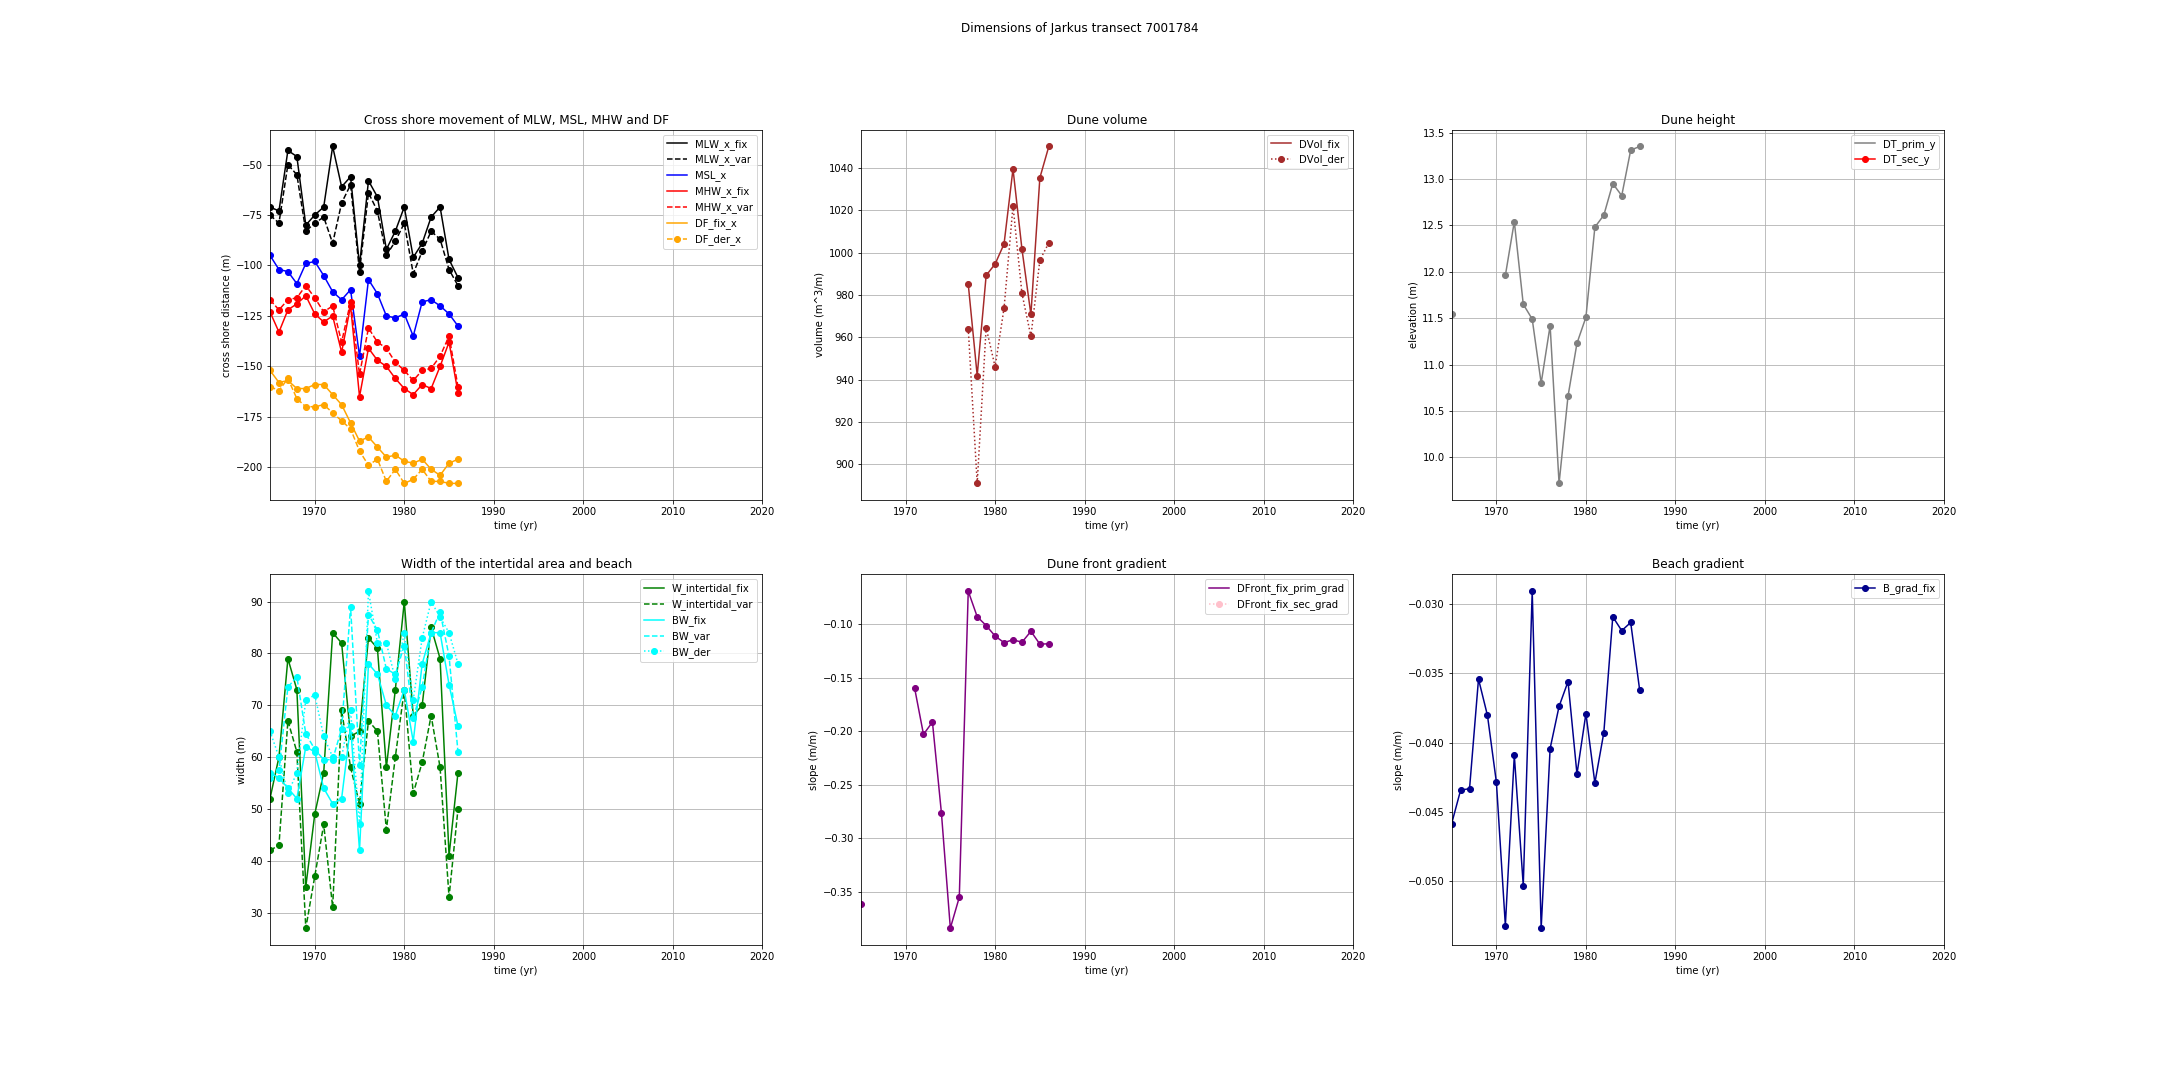 Dimensions of Jarkus transect 7001784
Cross shore movement of MLW, MSL, MHW and DF
cross shore distance (m)
−50
−75
−100
−125
−150
−175
−200
MLW_x_fix
MLW_x_var
MSL_x
MHW_x_fix
MHW_x_var
DF_fix_x
DF_der_x
1970 1980 1990 2000 2010 2020
time (yr)
Dune volume
volume (m^3/m)
1040
1020
1000
980
960
940
920
900
DVol_fix
DVol_der
1970 1980 1990 2000 2010 2020
time (yr)
Dune height
elevation (m)
13.5
13.0
12.5
12.0
11.5
11.0
10.5
10.0
DT_prim_y
DT_sec_y
1970 1980 1990 2000 2010 2020
time (yr)
Width of the intertidal area and beach
width (m)
90
80
70
60
50
40
30
W_intertidal_fix
W_intertidal_var
BW_fix
BW_var
BW_der
1970 1980 1990 2000 2010 2020
time (yr)
Dune front gradient
slope (m/m)
−0.10
−0.15
−0.20
−0.25
−0.30
−0.35
DFront_fix_prim_grad
DFront_fix_sec_grad
1970 1980 1990 2000 2010 2020
time (yr)
Beach gradient
slope (m/m)
−0.030
−0.035
−0.040
−0.045
−0.050
B_grad_fix
1970 1980 1990 2000 2010 2020
time (yr)